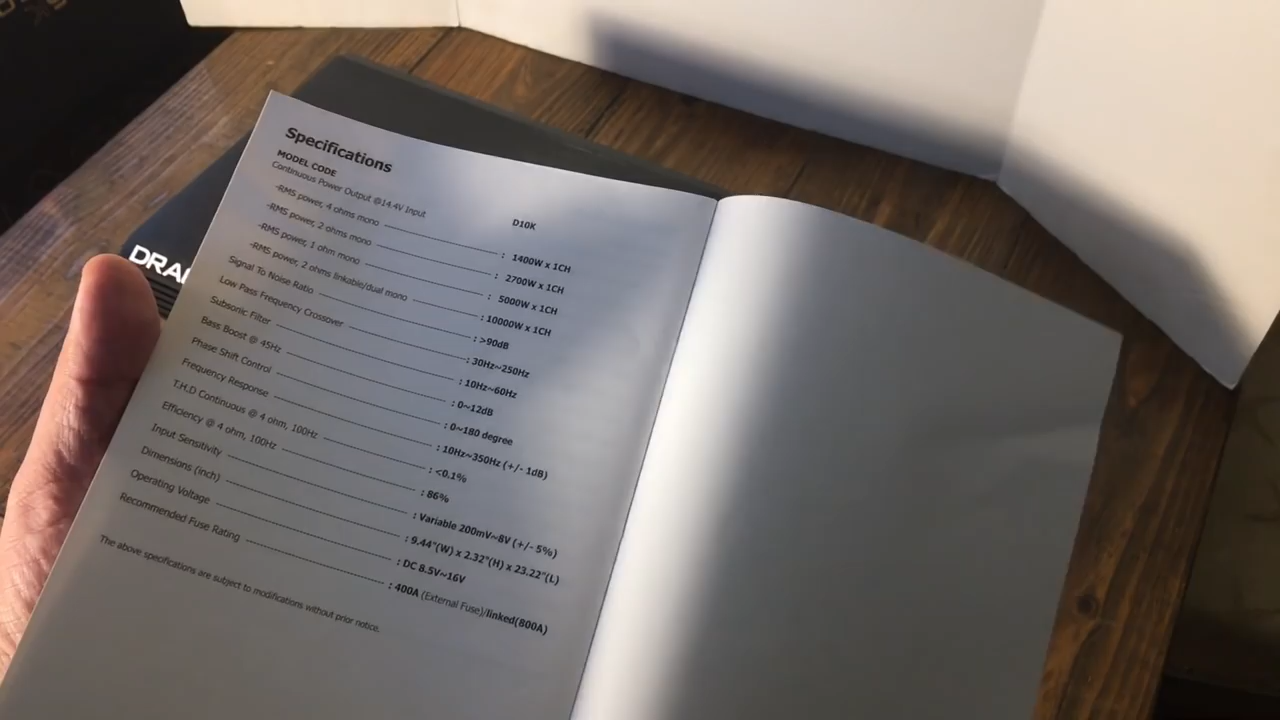 Specifications
MODEL CODE D10K
Continuous Power Output @14.4V Input
-RMS power, 4 ohms mono : 1400W x 1CH
-RMS power, 2 ohms mono : 2700W x 1CH
-RMS power, 1 ohm mono : 5000W x 1CH
-RMS power, 2 ohms linkable/dual mono : 10000W x 1CH
Signal To Noise Ratio : >90dB
Low Pass Frequency Crossover : 30Hz~250Hz
Subsonic Filter : 10Hz~60Hz
Bass Boost @ 45Hz : 0~12dB
Phase Shift Control : 0~180 degree
Frequency Response : 10Hz~350Hz (+/- 1dB)
T.H.D Continuous @ 4 ohm, 100Hz : <0.1%
Efficiency @ 4 ohm, 100Hz : 86%
Input Sensitivity : Variable 200mV~8V (+/- 5%)
Dimensions (inch) : 9.44"(W) x 2.32"(H) x 23.22"(L)
Operating Voltage : DC 8.5V~16V
Recommended Fuse Rating : 400A (External Fuse)/linked(800A)
The above specifications are subject to modifications without prior notice.